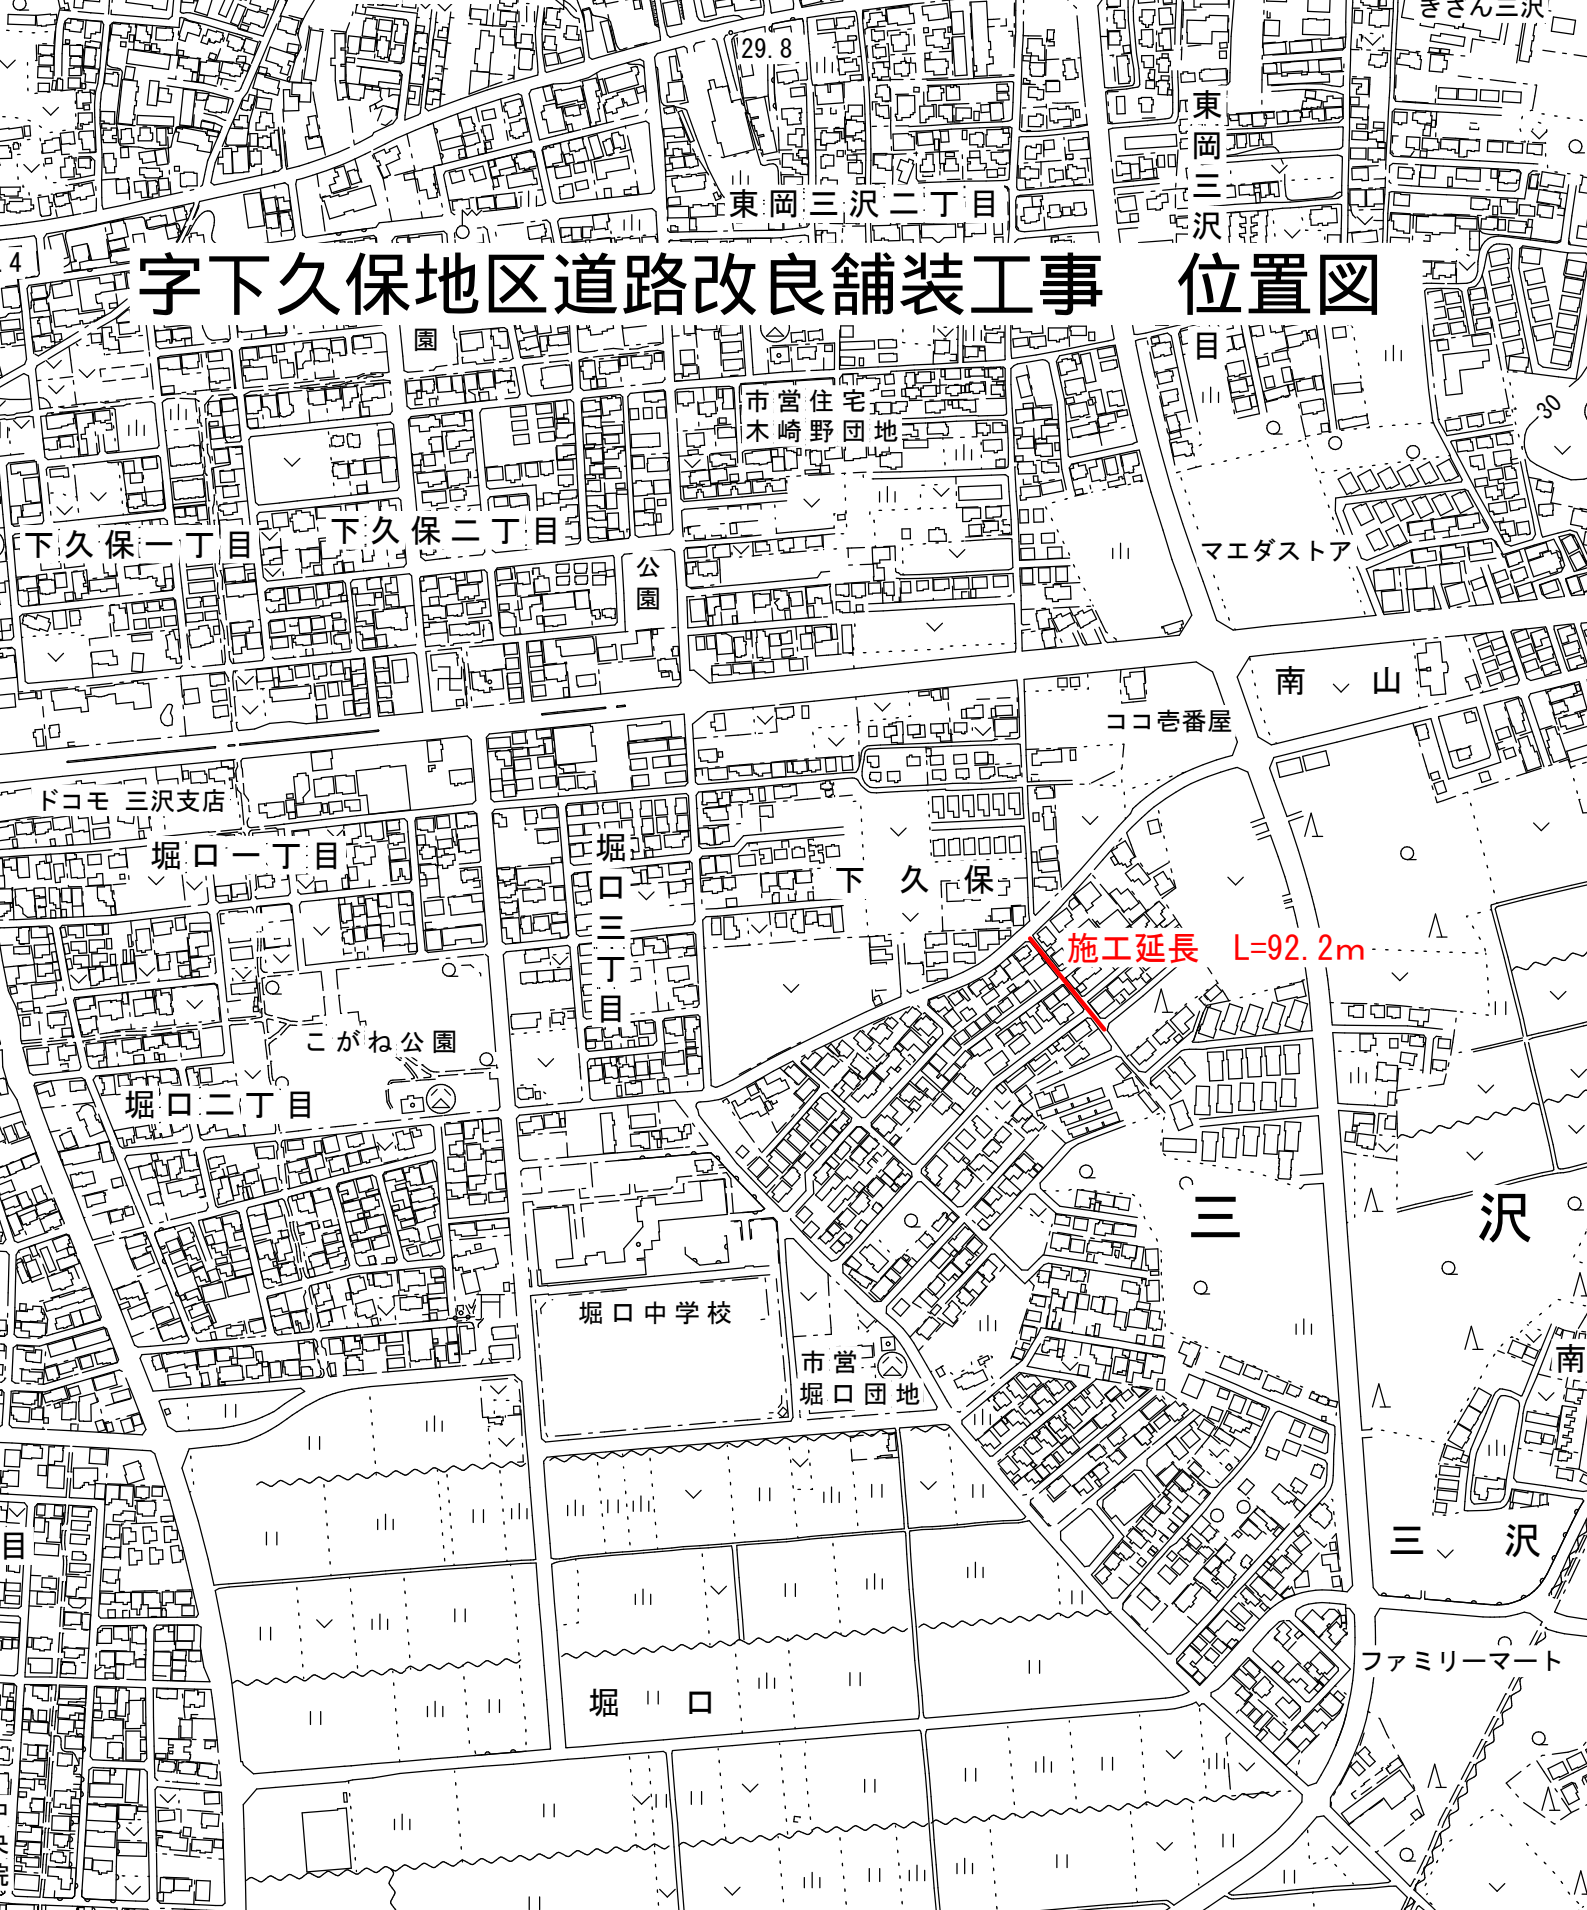 きさん三沢
29.8
東岡三沢
東岡三沢二丁目
.4
字下久保地区道路改良舗装工事　位置図
園
目
市営住宅
木崎野団地
30
下久保一丁目
下久保二丁目
マエダストア
公園
南山
ココ壱番屋
ドコモ 三沢支店
堀口一丁目
堀口三丁目
下久保
施工延長　L=92.2m
こがね公園
堀口二丁目
三沢
堀口中学校
市営
堀口団地
南
目
三沢
ファミリーマート
堀口